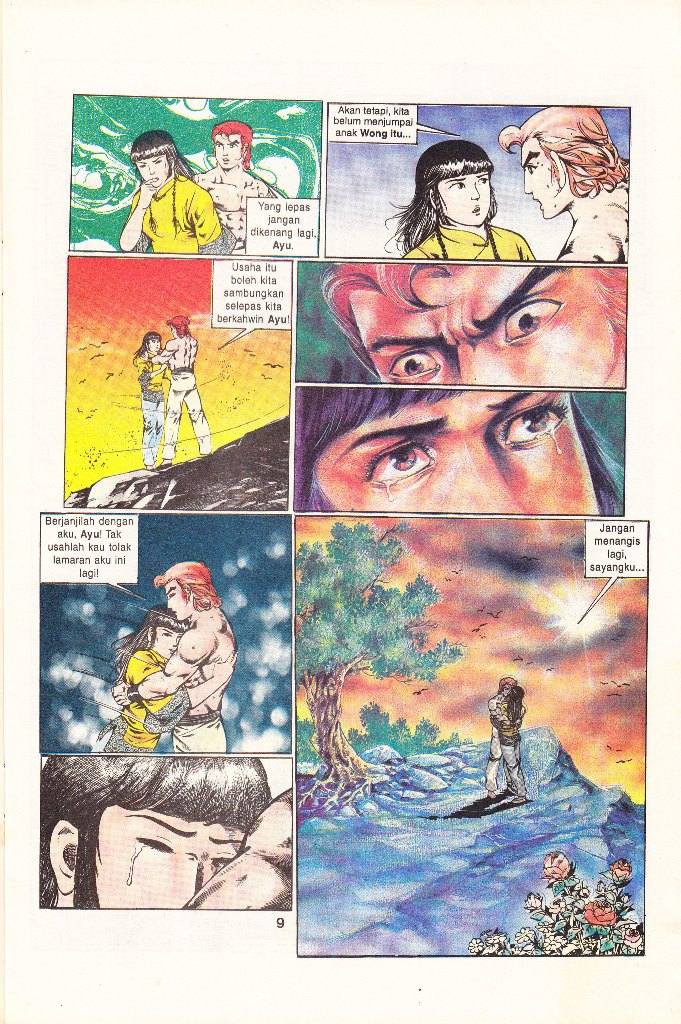 Yang lepas
jangan
dikenang lagi,
Ayu.
Akan tetapi, kita
belum menjumpai
anak Wong itu...
Usaha itu
boleh kita
sambungkan
selepas kita
berkahwin Ayu!
Berjanjilah dengan
aku, Ayu! Tak
usahlah kau tolak
lamaran aku ini
lagi!
Jangan
menangis
lagi,
sayangku...
9